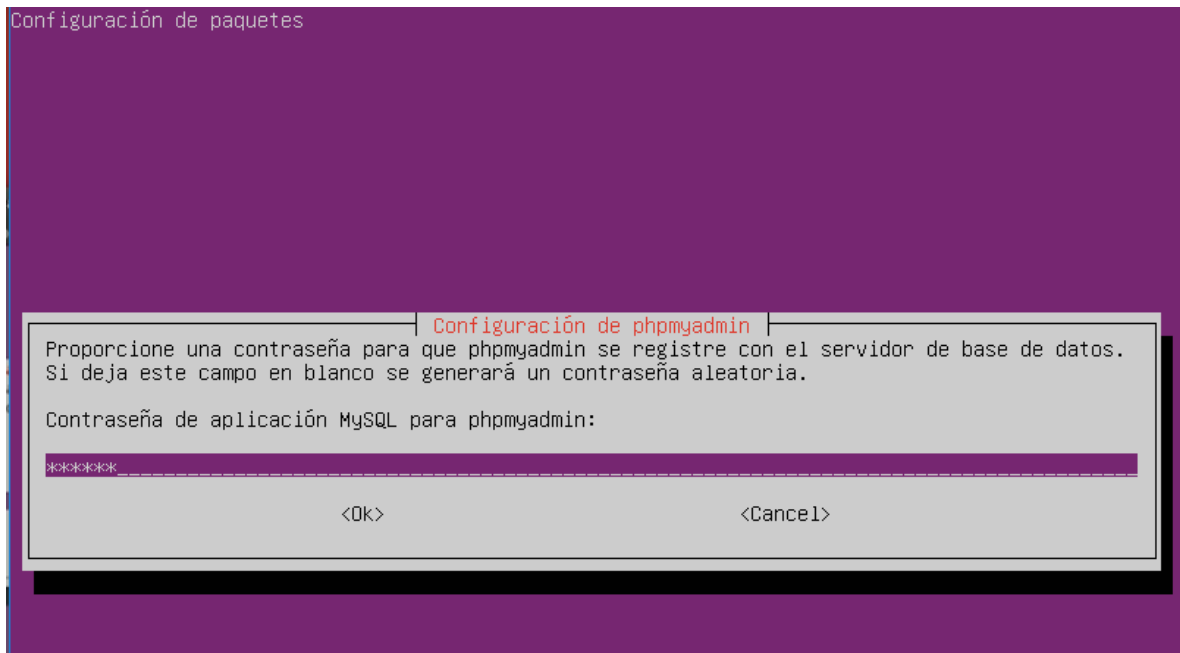 Configuración de paquetes
Configuración de phpmyadmin
Proporcione una contraseña para que phpmyadmin se registre con el servidor de base de datos.
Si deja este campo en blanco se generará un contraseña aleatoria.
Contraseña de aplicación MySQL para phpmyadmin:
******
<Ok> <Cancel>